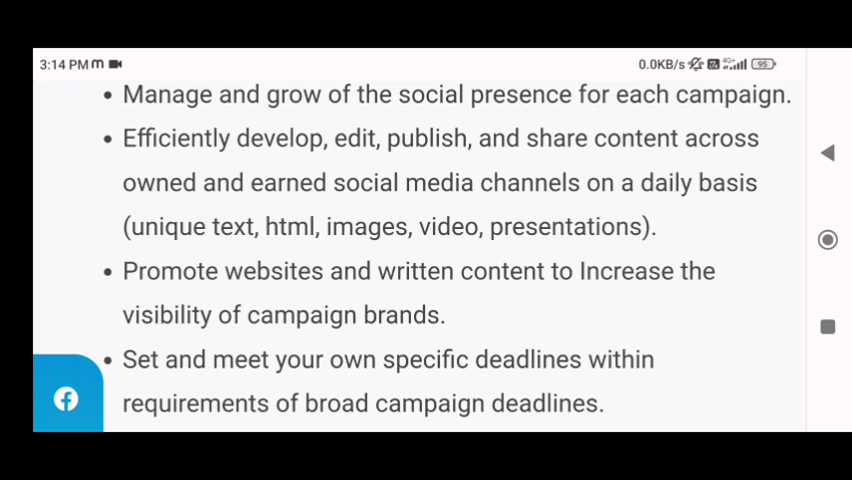 3:14 PM m 0.0KB/s 4G+ 95
Manage and grow of the social presence for each campaign.
Efficiently develop, edit, publish, and share content across
owned and earned social media channels on a daily basis
(unique text, html, images, video, presentations).
Promote websites and written content to Increase the
visibility of campaign brands.
Set and meet your own specific deadlines within
requirements of broad campaign deadlines.